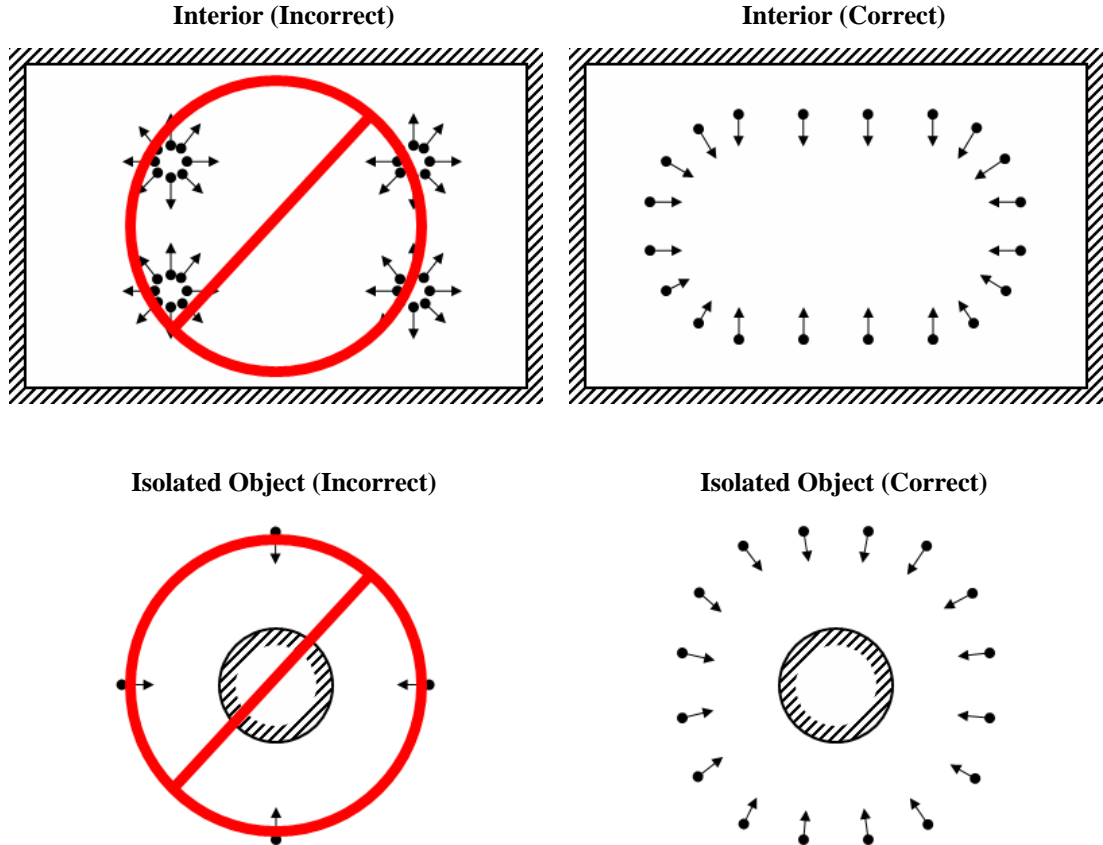 Interior (Incorrect)
Interior (Correct)
Isolated Object (Incorrect)
Isolated Object (Correct)